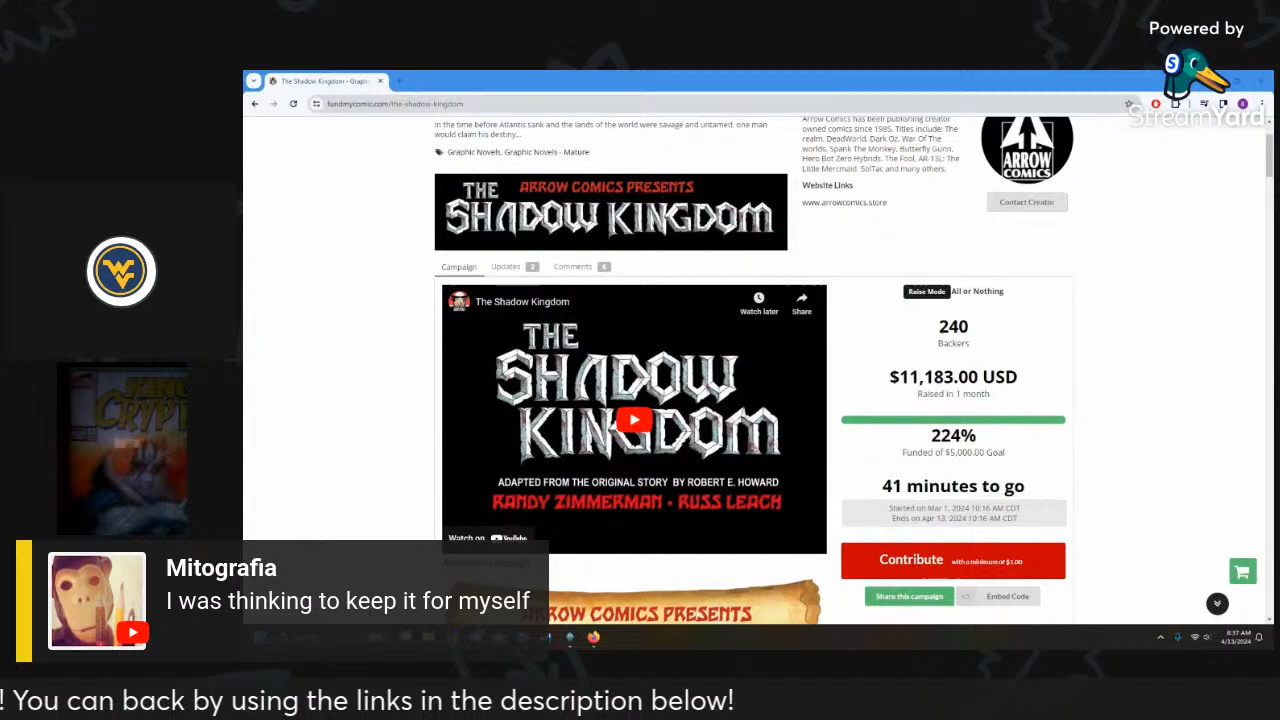 Powered by
StreamYard
The Shadow Kingdom - Graphi
fundmycomic.com/the-shadow-kingdom
In the time before Atlantis sank and the lands of the world were savage and untamed, one man
would claim his destiny...
Graphic Novels, Graphic Novels - Mature
Arrow Comics has been publishing creator
owned comics since 1985. Titles include: The
realm, DeadWorld, Dark Oz, War Of The
worlds, Spank The Monkey, Butterfly Gunn,
Hero Bot Zero Hybrids, The Fool, AR-13L: The
Little Mercmaid, SolTac and many others.
Website Links
www.arrowcomics.store
ARROW
COMICS
Contact Creator
ARROW COMICS PRESENTS
THE
SHADOW KINGDOM
Campaign
Updates 2
Comments 6
The Shadow Kingdom
Watch later
Share
THE
SHADOW
KINGDOM
ADAPTED FROM THE ORIGINAL STORY BY ROBERT E. HOWARD
RANDY ZIMMERMAN · RUSS LEACH
Watch on YouTube
Raise Mode All or Nothing
240
Backers
$11,183.00 USD
Raised in 1 month
224%
Funded of $5,000.00 Goal
41 minutes to go
Started on Mar 1, 2024 10:16 AM CDT
Ends on Apr 13, 2024 10:16 AM CDT
Contribute with a minimum of $1.00
Share this campaign
Embed Code
ARROW COMICS PRESENTS
KING
CRYPT
Mitografia
I was thinking to keep it for myself
8:37 AM
4/13/2024
! You can back by using the links in the description below!